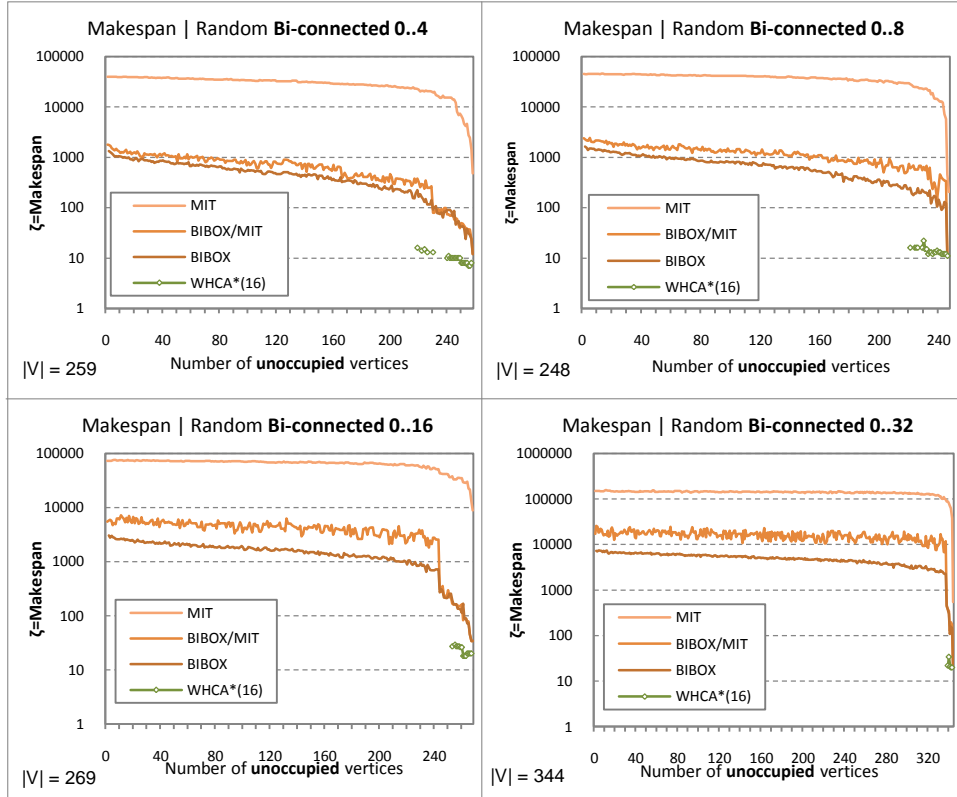 Makespan | Random Bi-connected 0..4
ζ=Makespan
100000
10000
1000
100
10
1
MIT
BIBOX/MIT
BIBOX
WHCA*(16)
0 40 80 120 160 200 240
Number of unoccupied vertices
|V| = 259
Makespan | Random Bi-connected 0..8
ζ=Makespan
100000
10000
1000
100
10
1
MIT
BIBOX/MIT
BIBOX
WHCA*(16)
0 40 80 120 160 200 240
Number of unoccupied vertices
|V| = 248
Makespan | Random Bi-connected 0..16
ζ=Makespan
100000
10000
1000
100
10
1
MIT
BIBOX/MIT
BIBOX
WHCA*(16)
0 40 80 120 160 200 240
Number of unoccupied vertices
|V| = 269
Makespan | Random Bi-connected 0..32
ζ=Makespan
100000
10000
1000
100
10
1
MIT
BIBOX/MIT
BIBOX
WHCA*(16)
0 40 80 120 160 200 240 280 320
Number of unoccupied vertices
|V| = 344